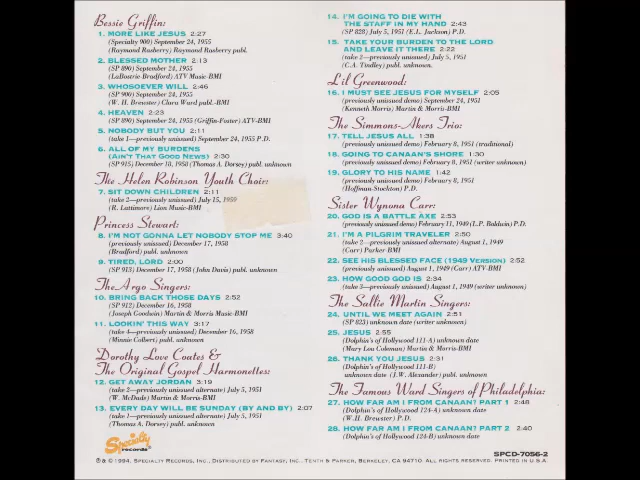 Bessie Griffin:
1. MORE LIKE JESUS 2:27
(Specialty 900) September 24, 1955
(Raymond Rasberry) Raymond Rasberry publ.
2. BLESSED MOTHER 2:13
(SP 890) September 24, 1955
(LaBostrie-Bradford) ATV Music-BMI
3. WHOSOEVER WILL 2:46
(SP 900) September 24, 1955
(W. H. Brewster) Clara Ward publ.-BMI
4. HEAVEN 2:23
(SP 890) September 24, 1955 (Griffin-Foster) ATV-BMI
5. NOBODY BUT YOU 2:11
(take 1—previously unissued) September 24, 1955 P.D.
6. ALL OF MY BURDENS
(AIN'T THAT GOOD NEWS) 2:30
(SP 915) December 18, 1958 (Thomas A. Dorsey) publ. unknown
The Helen Robinson Youth Choir:
7. SIT DOWN CHILDREN 2:11
(take 2—previously unissued) July 15, 1959
(R. Lattimore) Lion Music-BMI
Princess Stewart:
8. I'M NOT GONNA LET NOBODY STOP ME 3:40
(previously unissued) December 17, 1958
(Bradford) publ. unknown
9. TIRED, LORD 2:00
(SP 913) December 17, 1958 (John Davis) publ. unknown
The Argo Singers:
10. BRING BACK THOSE DAYS 2:52
(SP 912) December 16, 1958
(Joseph Goodwin) Martin & Morris Music-BMI
11. LOOKIN' THIS WAY 3:17
(take 4—previously unissued) December 16, 1958
(Minnie Colbert) publ. unknown
Dorothy Love Coates &
The Original Gospel Harmonettes:
12. GET AWAY JORDAN 3:19
(take 2—previously unissued alternate) July 5, 1951
(W. McDade) Martin & Morris-BMI
13. EVERY DAY WILL BE SUNDAY (BY AND BY) 2:07
(take 1—previously unissued alternate) July 5, 1951
(Thomas A. Dorsey) publ. unknown
14. I'M GOING TO DIE WITH
THE STAFF IN MY HAND 2:43
(SP 828) July 5, 1951 (E.L. Jackson) P.D.
15. TAKE YOUR BURDEN TO THE LORD
AND LEAVE IT THERE 2:22
(take 2—previously unissued) July 5, 1951
(C.A. Tindley) publ. unknown.
Li'l Greenwood:
16. I MUST SEE JESUS FOR MYSELF 2:05
(previously unissued demo) September 24, 1951
(Kenneth Morris) Martin & Morris-BMI
The Simmons-Akers Trio:
17. TELL JESUS ALL 1:38
(previously unissued demo) February 8, 1951 (traditional)
18. GOING TO CANAAN'S SHORE 1:30
(previously unissued demo) February 8, 1951 (writer unknown)
19. GLORY TO HIS NAME 1:42
(previously unissued demo) February 8, 1951
(Hoffman-Stockton) P.D.
Sister Wynona Carr:
20. GOD IS A BATTLE AXE 2:53
(previously unissued demo) February 11, 1949 (L.P. Balducia) P.D.
21. I'M A PILGRIM TRAVELER 2:50
(take 2—previously unissued alternate) August 1, 1949
(Carr) Parker-BMI
22. SEE HIS BLESSED FACE (1949 VERSION) 2:52
(previously unissued) August 1, 1949 (Carr) ATV-BMI
23. HOW GOOD GOD IS 2:34
(take 3—previously unissued) August 1, 1949 (writer unknown)
The Sallie Martin Singers:
24. UNTIL WE MEET AGAIN 2:51
(SP 823) unknown date (writer unknown)
25. JESUS 2:55
(Dolphin's of Hollywood 111-A) unknown date
(Mary Lou Coleman) Martin & Morris-BMI
26. THANK YOU JESUS 2:31
(Dolphin's of Hollywood 111-B)
unknown date (J.W. Alexander) publ. unknown
The Famous Ward Singers of Philadelphia:
27. HOW FAR AM I FROM CANAAN? PART 1 2:48
(Dolphin's of Hollywood 124-A) unknown date
(W.H. Brewster) P.D.
28. HOW FAR AM I FROM CANAAN? PART 2 2:40
(Dolphin's of Hollywood 124-B) unknown date
Specialty
records
SPCD-7056-2
℗ & © 1994, SPECIALTY RECORDS, INC., DISTRIBUTED BY FANTASY, INC., TENTH & PARKER, BERKELEY, CA 94710. ALL RIGHTS RESERVED. PRINTED IN U.S.A.